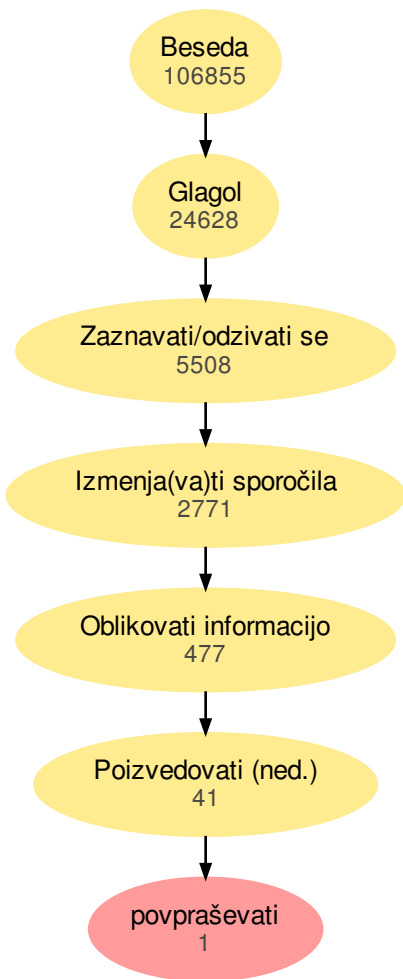 Beseda
106855
Glagol
24628
Zaznavati/odzivati se
5508
Izmenja(va)ti sporočila
2771
Oblikovati informacijo
477
Poizvedovati (ned.)
41
povpraševati
1